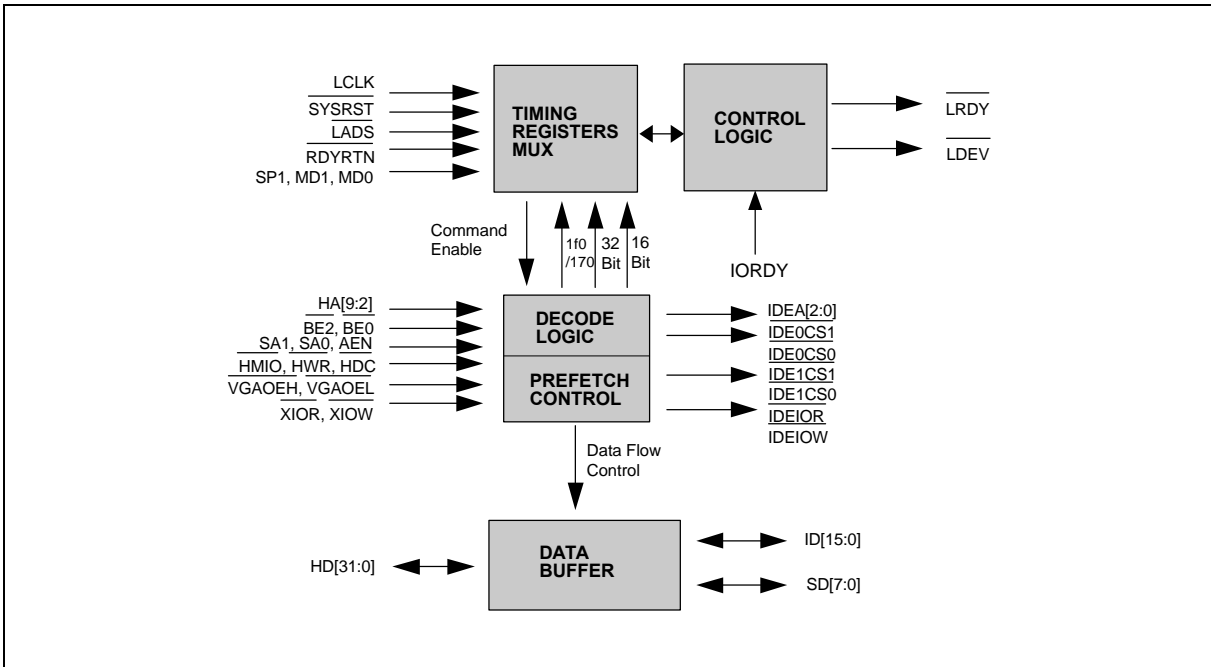 LCLK
SYSRST
LADS
RDYRTN
SP1, MD1, MD0
TIMING
REGISTERS
MUX
CONTROL
LOGIC
LRDY
LDEV
Command
Enable
1f0
/170
32
Bit
16
Bit
IORDY
HA[9:2]
BE2, BE0
SA1, SA0, AEN
HMIO, HWR, HDC
VGAOEH, VGAOEL
XIOR, XIOW
DECODE
LOGIC
PREFETCH
CONTROL
IDEA[2:0]
IDE0CS1
IDE0CS0
IDE1CS1
IDE1CS0
IDEIOR
IDEIOW
Data Flow
Control
HD[31:0]
DATA
BUFFER
ID[15:0]
SD[7:0]